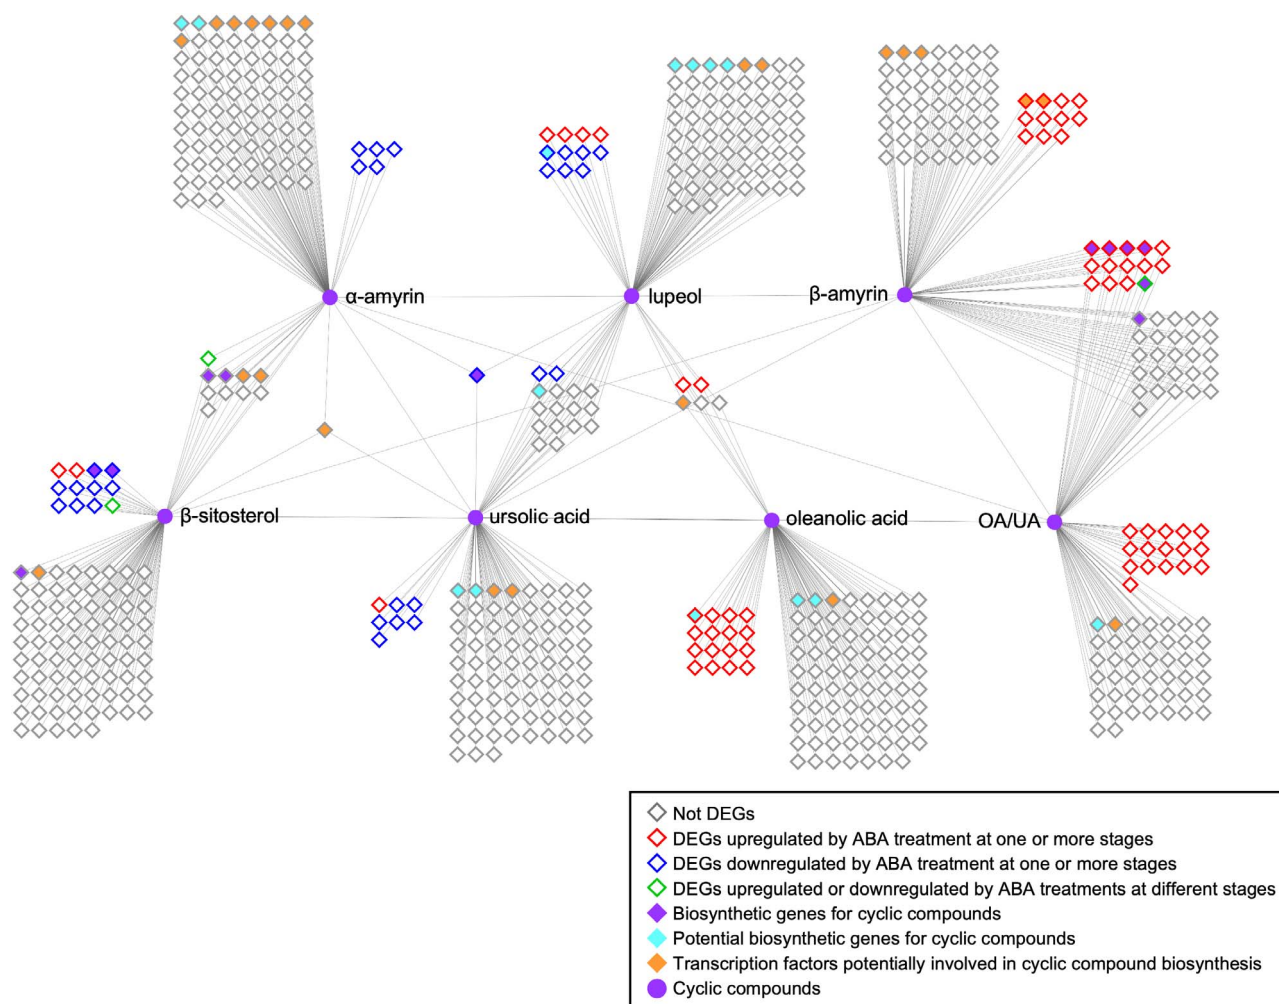 α-amyrin
lupeol
β-amyrin
β-sitosterol
ursolic acid
oleanolic acid
OA/UA
Not DEGs
DEGs upregulated by ABA treatment at one or more stages
DEGs downregulated by ABA treatment at one or more stages
DEGs upregulated or downregulated by ABA treatments at different stages
Biosynthetic genes for cyclic compounds
Potential biosynthetic genes for cyclic compounds
Transcription factors potentially involved in cyclic compound biosynthesis
Cyclic compounds